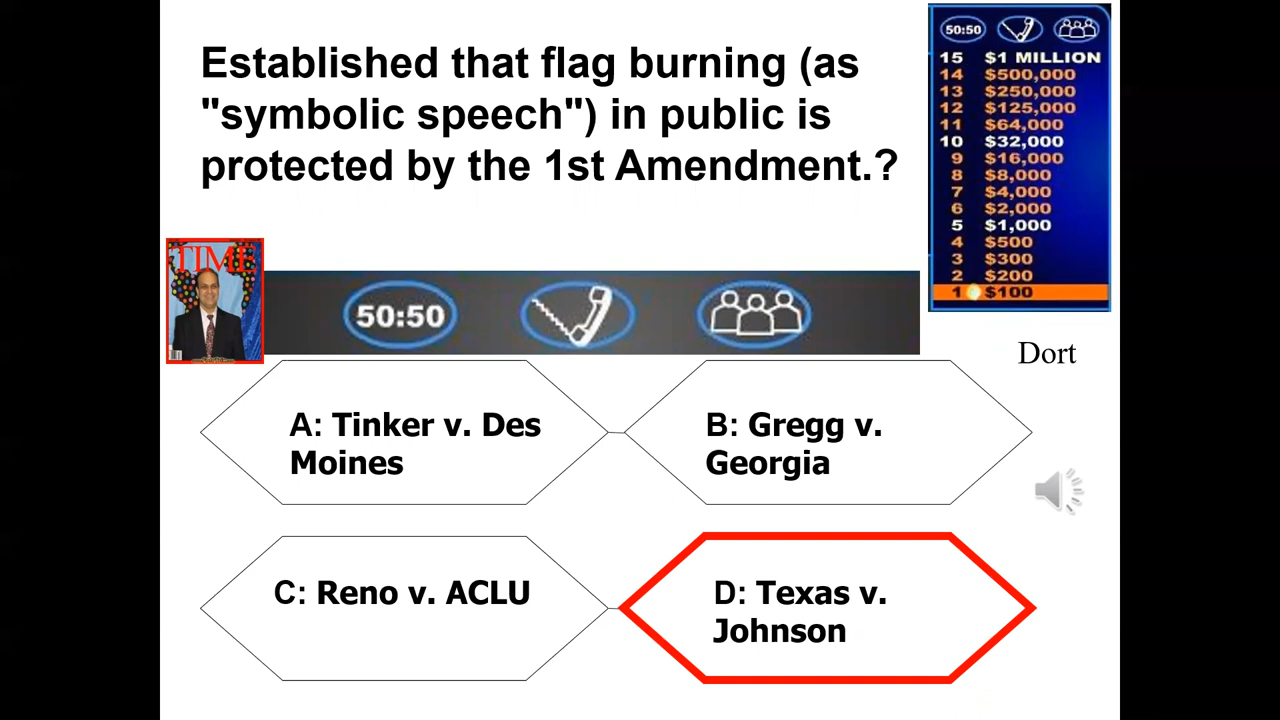 Established that flag burning (as
"symbolic speech") in public is
protected by the 1st Amendment.?
50:50
15 $1 MILLION
14 $500,000
13 $250,000
12 $125,000
11 $64,000
10 $32,000
9 $16,000
8 $8,000
7 $4,000
6 $2,000
5 $1,000
4 $500
3 $300
2 $200
1 $100
TIME
50:50
Dort
A: Tinker v. Des
Moines
B: Gregg v.
Georgia
C: Reno v. ACLU
D: Texas v.
Johnson